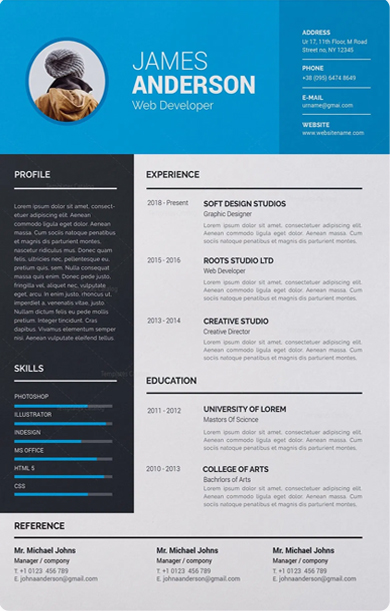 JAMES
ANDERSON
Web Developer
ADDRESS
Ur 17, 11th Floor, M Road
Street no, NY 12345
PHONE
+38 (095) 6474 8649
E-MAIL
urname@gmai.com
WEBSITE
www.websitename.com
PROFILE
Lorem ipsum dolor sit amet, consect-
etuer adipiscing elit. Aenean
commodo ligula eget dolor. Aenean
massa. Cum sociis natoque penatibus
et magnis dis parturient montes,
nascetur ridiculus mus. Donec quam
felis, ultricies nec, pellentesque eu,
pretium quis, sem. Nulla consequat
massa quis enim. Donec pede justo,
fringilla vel, aliquet nec, vulputate
eget, arcu. In enim justo, rhoncus ut,
imperdiet a, venenatis vitae, justo.
Nullam dictum felis eu pede mollis
pretium. Integer tincidunt. Cras
dapibus. Vivamus elementum semper
nisi. Aenean vulputate eleifend tellus.
SKILLS
PHOTOSHOP
ILLUSTRATOR
INDESIGN
MS OFFICE
HTML 5
CSS
EXPERIENCE
2018 - Present
SOFT DESIGN STUDIOS
Graphic Designer
Lorem ipsum dolor sit amet, consectetuer adipiscing elit. Aenean
commodo ligula eget dolor. Aenean massa. Cum
sociis natoque penatibus et magnis dis parturient montes.
2015 - 2016
ROOTS STUDIO LTD
Web Developer
Lorem ipsum dolor sit amet, consectetuer adipiscing elit. Aenean
commodo ligula eget dolor. Aenean massa. Cum
sociis natoque penatibus et magnis dis parturient montes.
2013 - 2014
CREATIVE STUDIO
Creative Director
Lorem ipsum dolor sit amet, consectetuer adipiscing elit. Aenean
commodo ligula eget dolor. Aenean massa. Cum
sociis natoque penatibus et magnis dis parturient montes.
EDUCATION
2011 - 2012
UNIVERSITY OF LOREM
Mastors Of Scicnce
Lorem ipsum dolor sit amet, consectetuer adipiscing elit. Aenean
commodo ligula eget dolor. Aenean massa. Cum
sociis natoque penatibus et magnis dis parturient montes.
2010 - 2013
COLLEGE OF ARTS
Bachrlors of Arts
Lorem ipsum dolor sit amet, consectetuer adipiscing elit. Aenean
commodo ligula eget dolor. Aenean massa. Cum
sociis natoque penatibus et magnis dis parturient montes.
REFERENCE
Mr. Michael Johns
Manager / company
T. +1 0123 456 789
E. johnaanderson@gmail.com
Mr. Michael Johns
Manager / company
T. +1 0123 456 789
E. johnaanderson@gmail.com
Mr. Michael Johns
Manager / company
T. +1 0123 456 789
E. johnaanderson@gmail.com